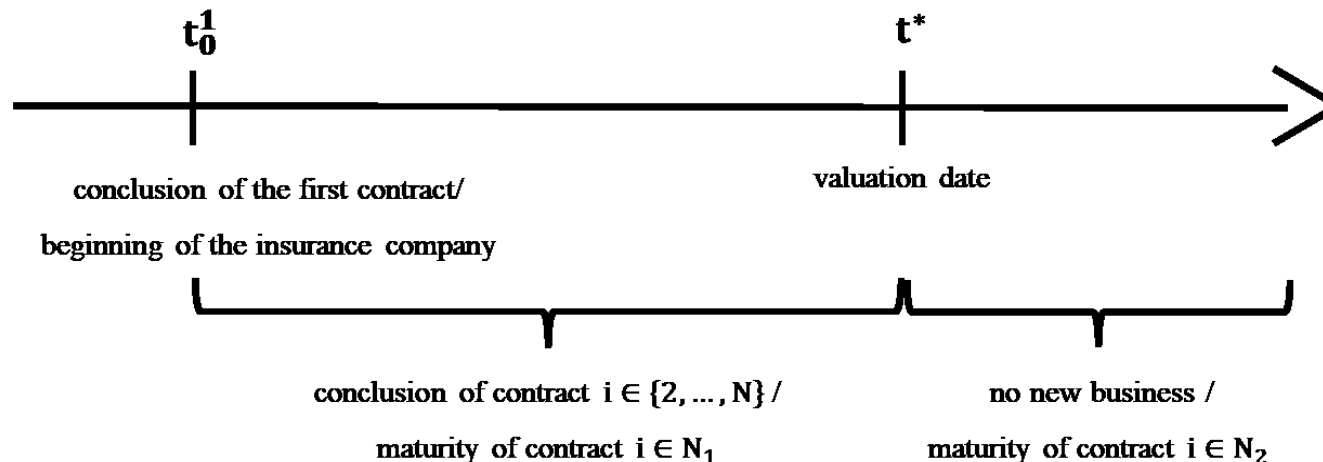 t₀¹ t*
conclusion of the first contract/
beginning of the insurance company
valuation date
conclusion of contract i ∈ {2, …, N} /
maturity of contract i ∈ N₁
no new business /
maturity of contract i ∈ N₂